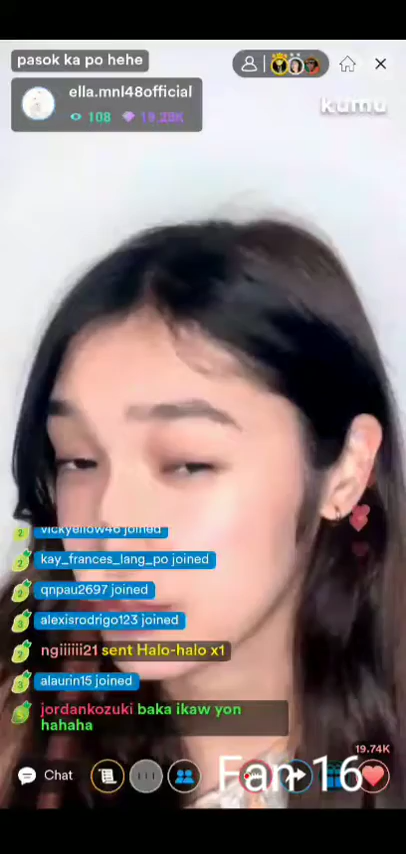 pasok ka po hehe
ella.mnl48official
108
19.28K
kumu
vickyellow46 joined
kay_frances_lang_po joined
qnpau2697 joined
alexisrodrigo123 joined
ngiiiiii21 sent Halo-halo x1
alaurin15 joined
jordankozuki baka ikaw yon
hahaha
19.74K
Chat
Fan 16